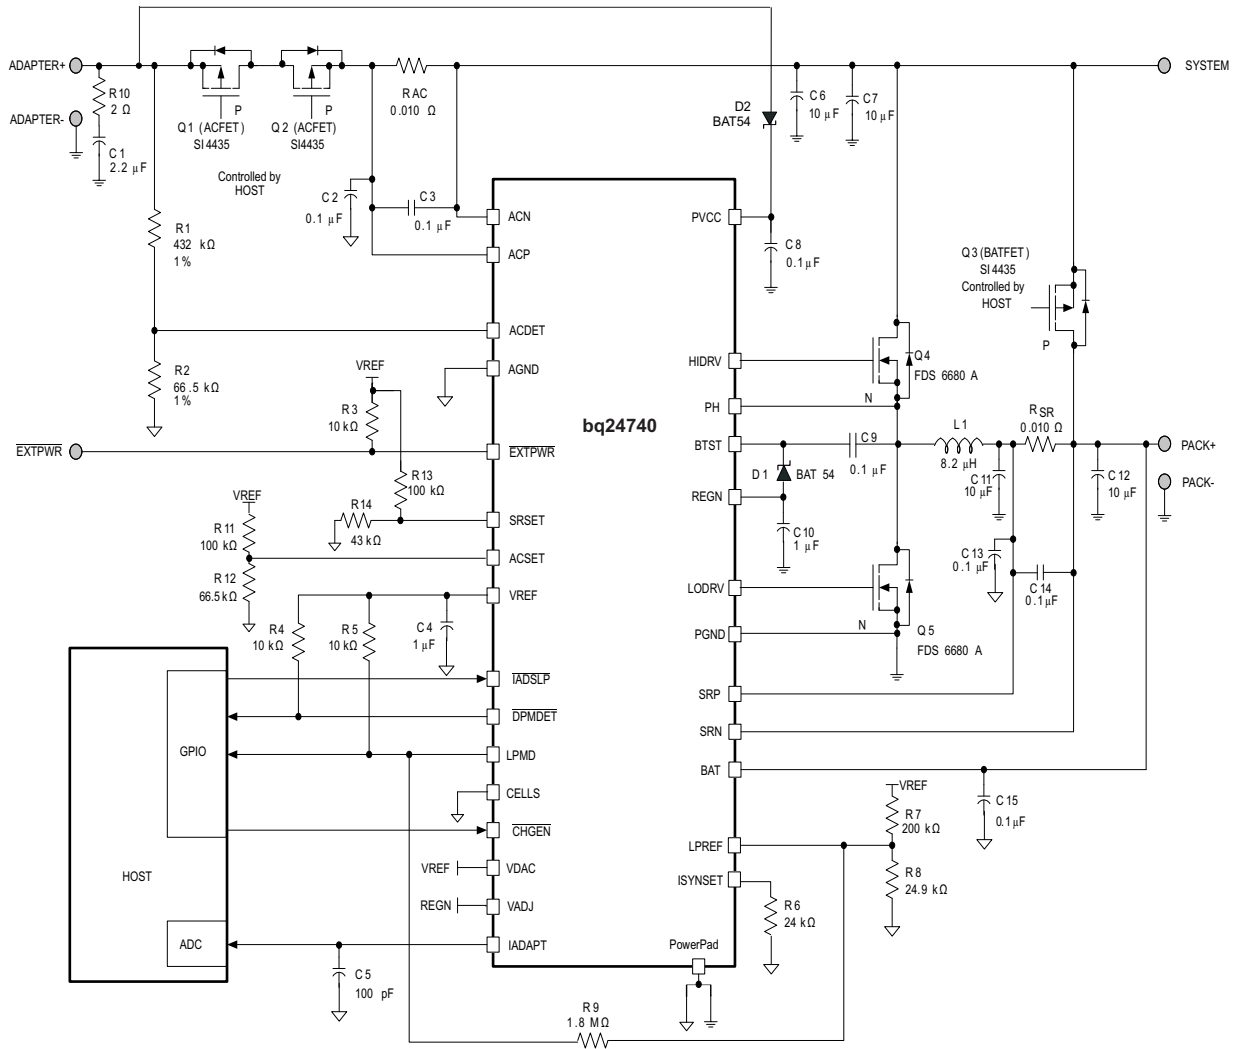 ADAPTER+
R10
2 Ω
ADAPTER-
C1
2.2 µF
P
Q1 (ACFET)
SI4435
P
Q2 (ACFET)
SI4435
Controlled by
HOST
RAC
0.010 Ω
C2
0.1 µF
C3
0.1 µF
D2
BAT54
C6
10 µF
C7
10 µF
SYSTEM
R1
432 kΩ
1%
R2
66.5 kΩ
1%
C8
0.1µF
Q3 (BATFET)
SI4435
Controlled by
HOST
P
EXTPWR
VREF
R3
10 kΩ
R13
100 kΩ
R14
43 kΩ
VREF
R11
100 kΩ
R12
66.5kΩ
R4
10 kΩ
R5
10 kΩ
C4
1 µF
bq24740
ACN
ACP
ACDET
AGND
EXTPWR
SRSET
ACSET
VREF
IADSLP
DPMDET
LPMD
CELLS
CHGEN
VDAC
VADJ
IADAPT
PVCC
HIDRV
PH
BTST
REGN
LODRV
PGND
SRP
SRN
BAT
LPREF
ISYNSET
PowerPad
Q4
FDS 6680 A
N
C9
0.1 µF
D1
BAT 54
C10
1 µF
L1
8.2 µH
RSR
0.010 Ω
C11
10 µF
C12
10 µF
PACK+
PACK-
C13
0.1 µF
C14
0.1µF
N
Q5
FDS 6680 A
C15
0.1µF
VREF
R7
200 kΩ
R8
24.9 kΩ
R6
24 kΩ
GPIO
HOST
ADC
VREF
REGN
C5
100 pF
R9
1.8 MΩ